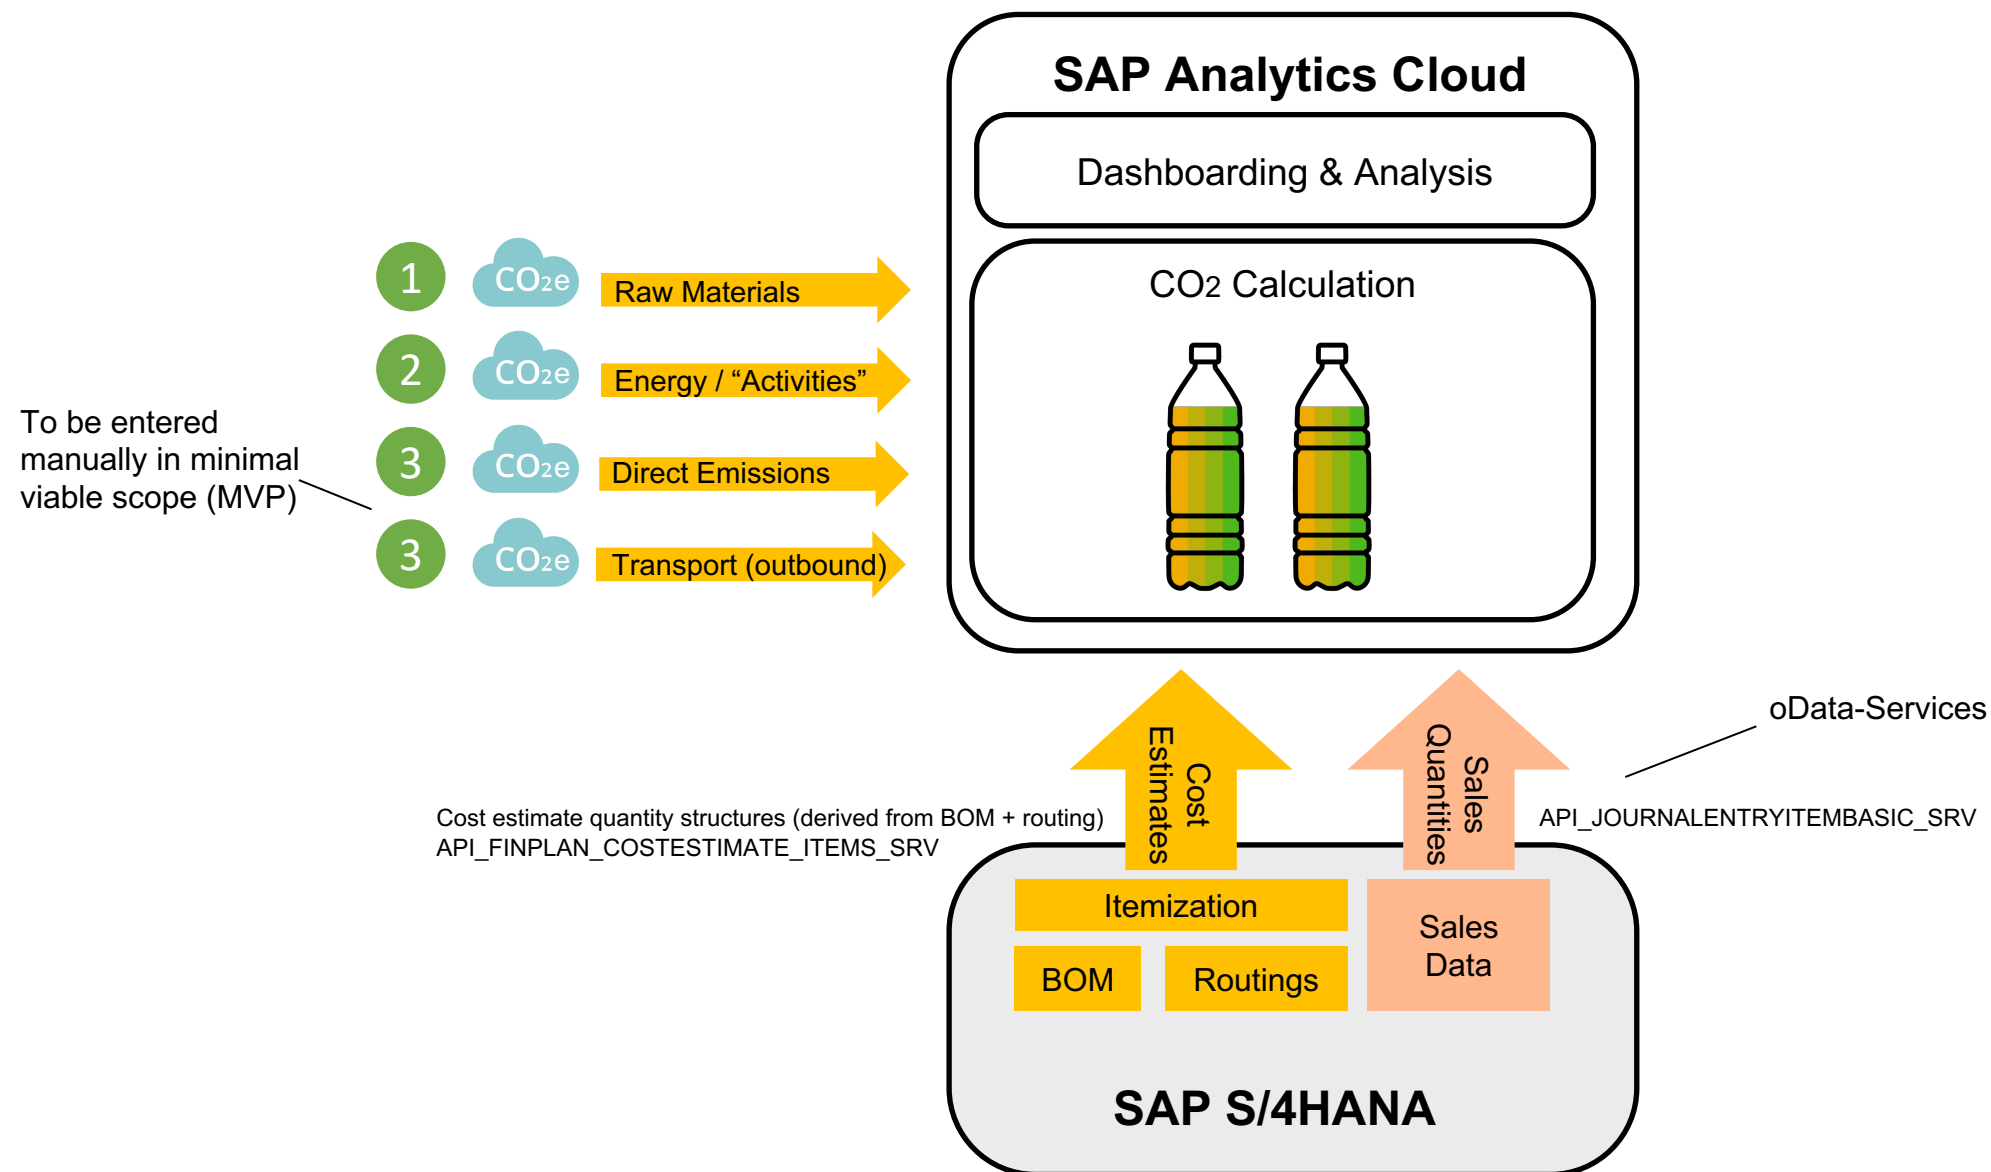 SAP Analytics Cloud
Dashboarding & Analysis
CO2 Calculation
1
CO2e
Raw Materials
2
CO2e
Energy / “Activities”
3
CO2e
Direct Emissions
3
CO2e
Transport (outbound)
To be entered
manually in minimal
viable scope (MVP)
Cost
Estimates
Sales
Quantities
oData-Services
Cost estimate quantity structures (derived from BOM + routing)
API_FINPLAN_COSTESTIMATE_ITEMS_SRV
API_JOURNALENTRYITEMBASIC_SRV
Itemization
BOM
Routings
Sales
Data
SAP S/4HANA